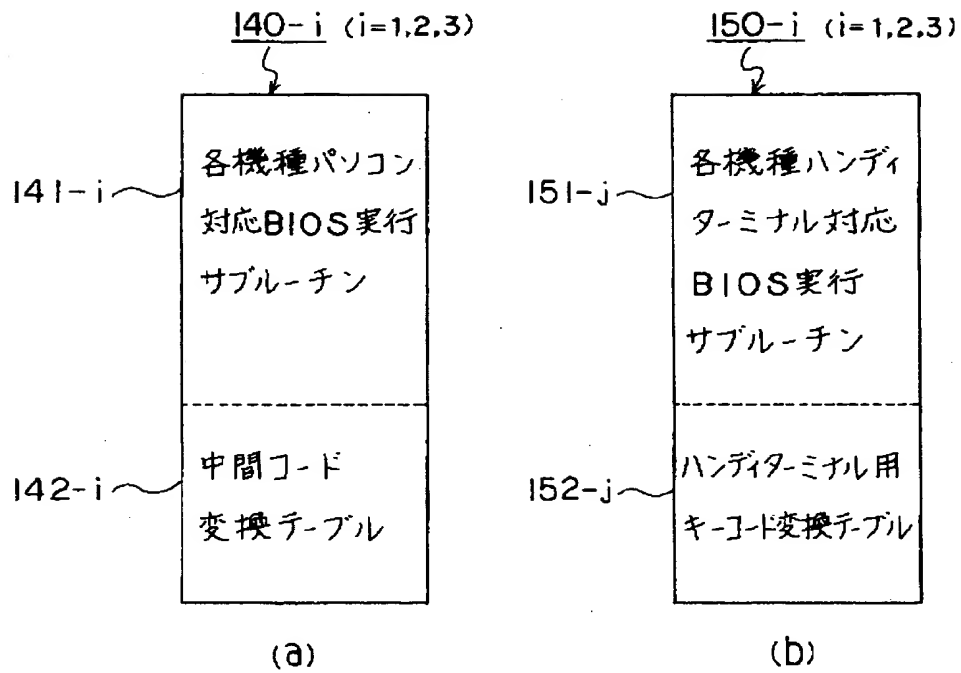 140-i (i=1,2,3)
141-i
各機種パソコン
対応BIOS実行
サブルーチン
142-i
中間コード
変換テーブル
(a)
150-i (i=1,2,3)
151-j
各機種ハンディ
ターミナル対応
BIOS実行
サブルーチン
152-j
ハンディターミナル用
キーコード変換テーブル
(b)